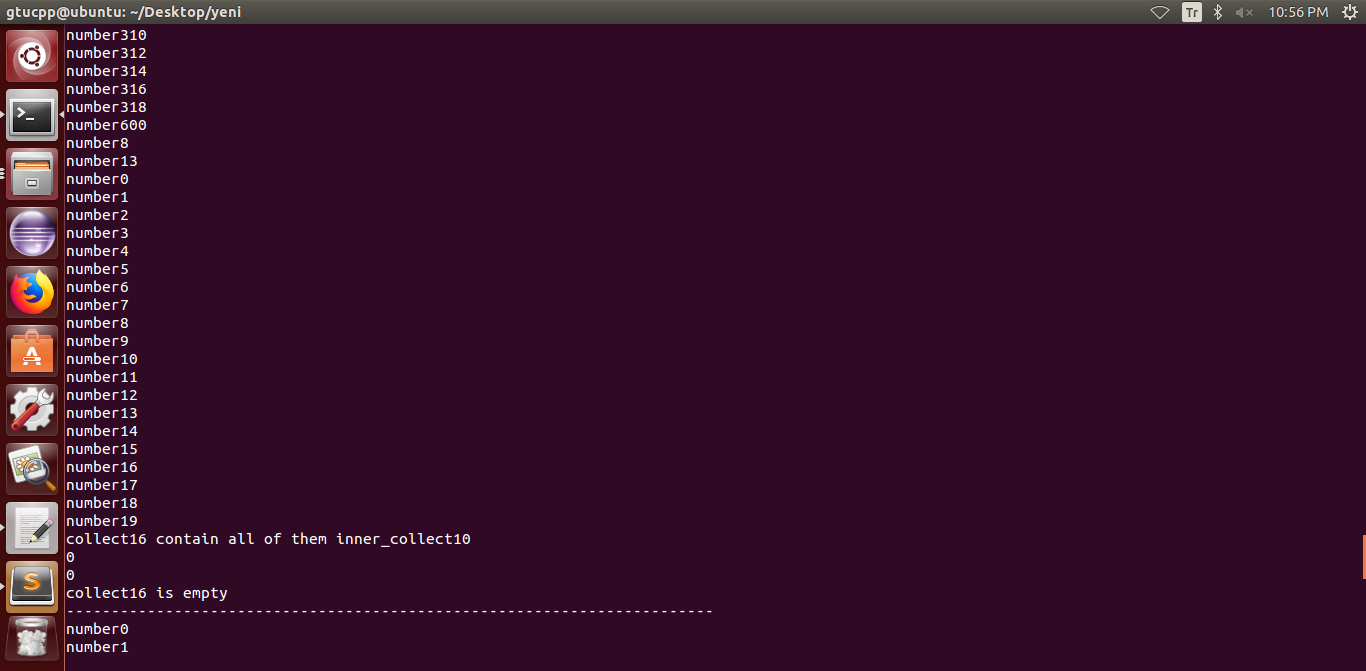 gtucpp@ubuntu: ~/Desktop/yeni
Tr
10:56 PM
number310
number312
number314
number316
number318
number600
number8
number13
number0
number1
number2
number3
number4
number5
number6
number7
number8
number9
number10
number11
number12
number13
number14
number15
number16
number17
number18
number19
collect16 contain all of them inner_collect10
0
0
collect16 is empty
------------------------------------------------------------------------
number0
number1